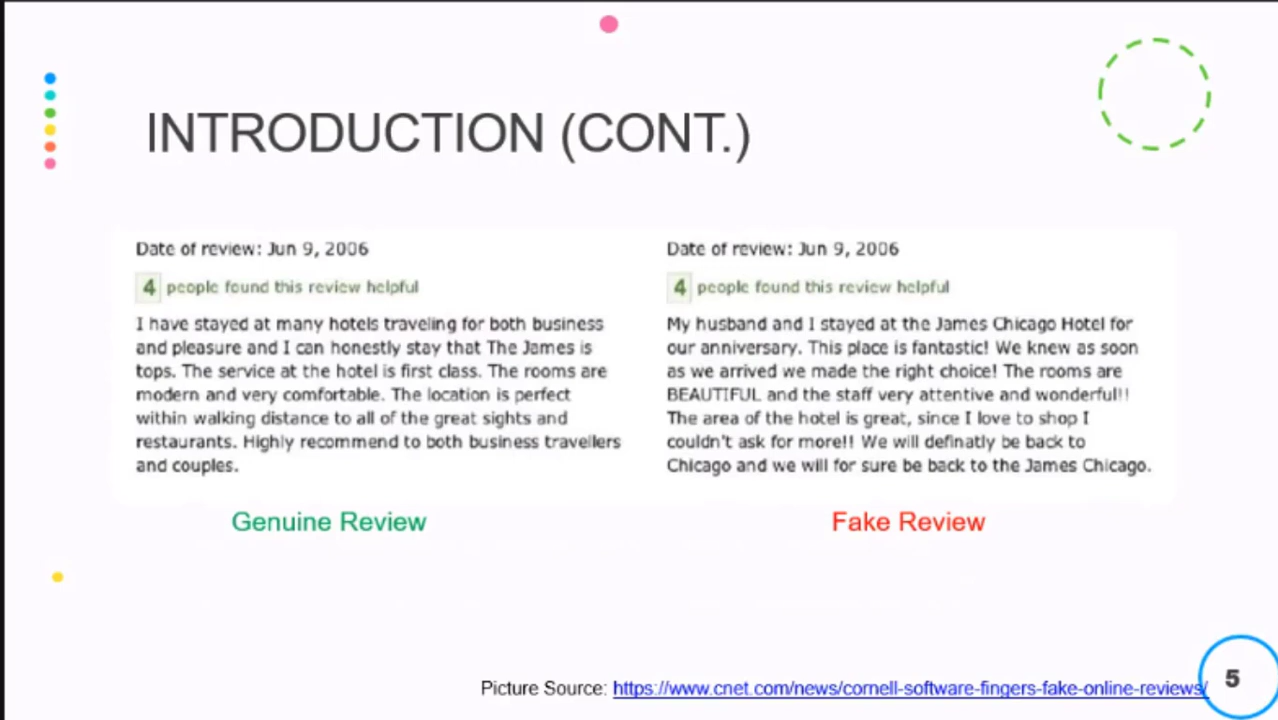 INTRODUCTION (CONT.)
Date of review: Jun 9, 2006
4 people found this review helpful
I have stayed at many hotels traveling for both business
and pleasure and I can honestly stay that The James is
tops. The service at the hotel is first class. The rooms are
modern and very comfortable. The location is perfect
within walking distance to all of the great sights and
restaurants. Highly recommend to both business travellers
and couples.
Genuine Review
Date of review: Jun 9, 2006
4 people found this review helpful
My husband and I stayed at the James Chicago Hotel for
our anniversary. This place is fantastic! We knew as soon
as we arrived we made the right choice! The rooms are
BEAUTIFUL and the staff very attentive and wonderful!!
The area of the hotel is great, since I love to shop I
couldn't ask for more!! We will definatly be back to
Chicago and we will for sure be back to the James Chicago.
Fake Review
Picture Source: https://www.cnet.com/news/cornell-software-fingers-fake-online-reviews/
5